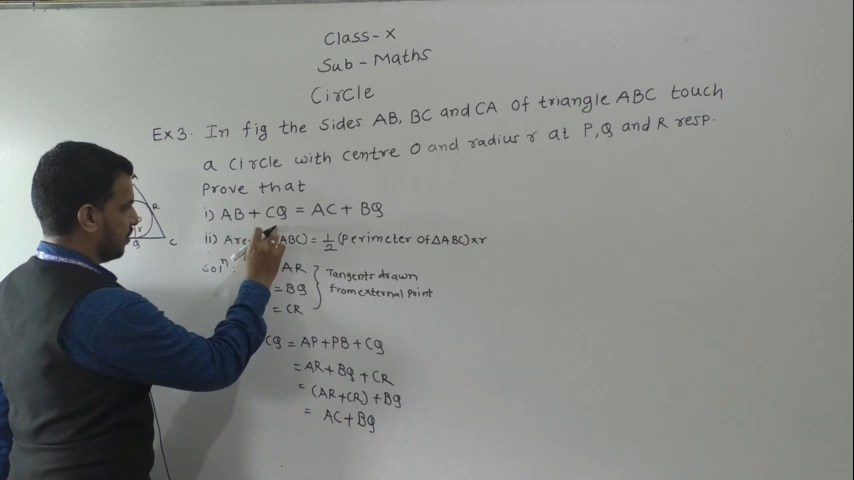 Class-X
Sub-Maths
Circle
Ex3. In fig the Sides AB, BC and CA Of triangle ABC touch
a Circle with centre O and radius r at P,Q and R resp.
Prove that
i) AB + CQ = AC + BQ
ii) Are ABC) = 1/2 (Perimeter Of ΔABC) x r
Solⁿ: AR
= BQ
= CR
Tangents drawn
from external Point
CQ = AP + PB + CQ
= AR + BQ + CR
= (AR+CR) + BQ
= AC + BQ
R
C
Q
r